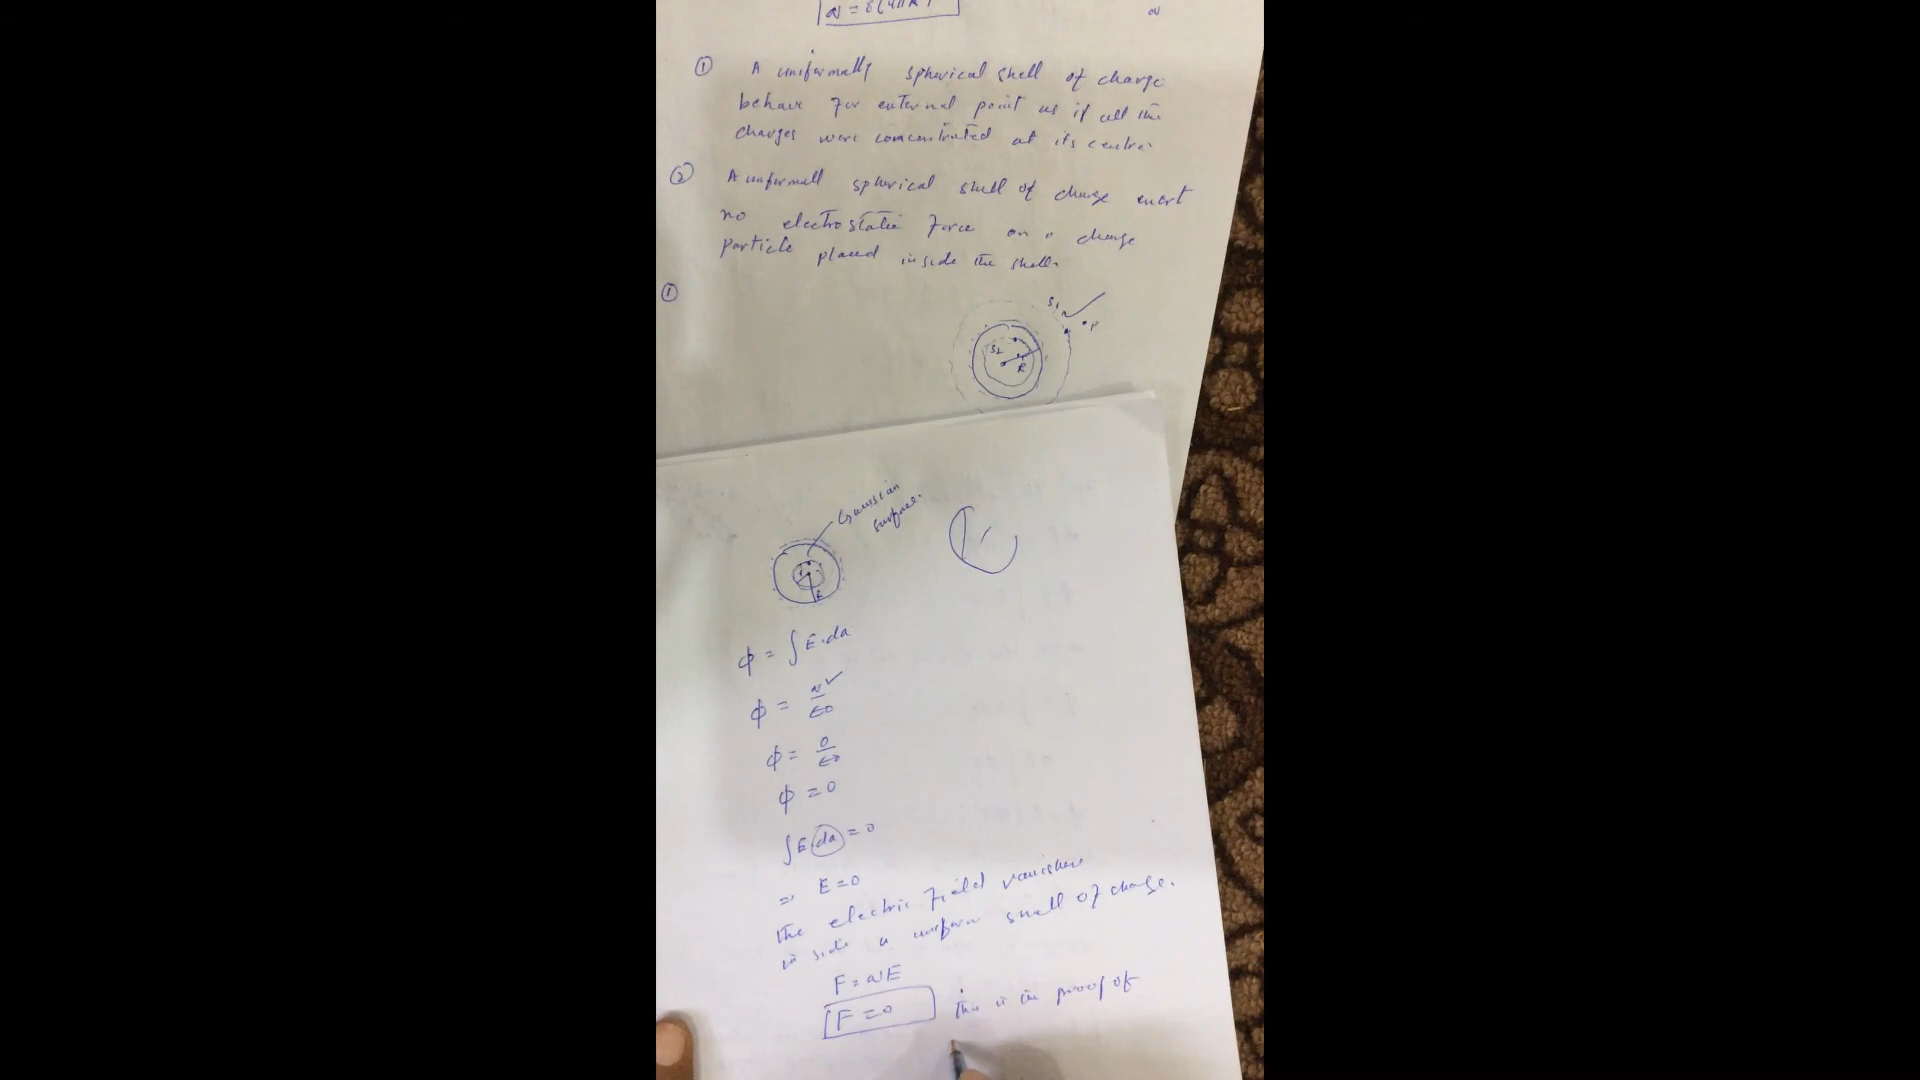 ① A uniformally spherical shell of charge
behave for external point as if all the
charges were concentrated at its centre
② A unformall spherical shell of charge exert
no electrostatic force on a charge
particle placed inside the shell.
①
S₁
P
S₂
R
Gaussian
surface.
R
ϕ = ∫E.da
ϕ = q/ε0
ϕ = 0/ε0
ϕ = 0
∫E.da = 0
⇒ E=0
the electric field vanishes
in side a uniform shell of charge.
F = qE
F = 0 this is the proof of